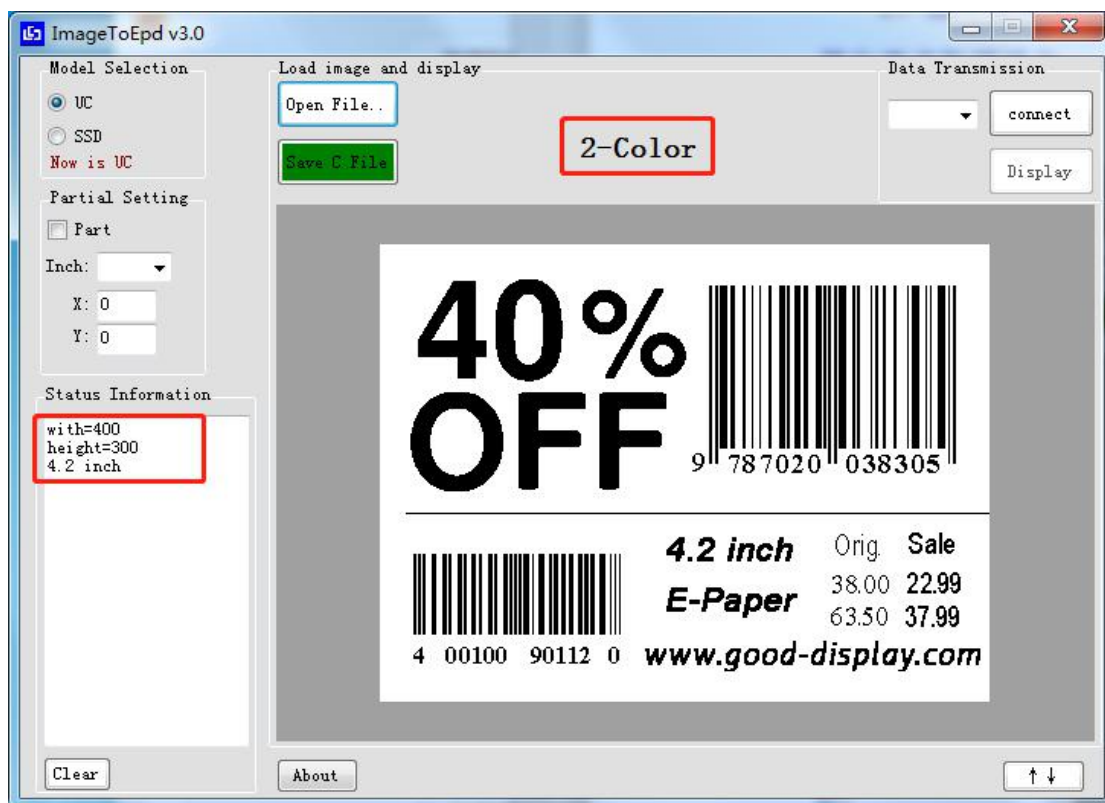 ImageToEpd v3.0
Model Selection
UC
SSD
Now is UC
Partial Setting
Part
Inch:
X: 0
Y: 0
Status Information
with=400
height=300
4.2 inch
Clear
Load image and display
Open File..
Save C File
2-Color
Data Transmission
connect
Display
40%
OFF
9 787020 038305
4.2 inch
E-Paper
Orig. Sale
38.00 22.99
63.50 37.99
4 00100 90112 0
www.good-display.com
About
↑↓